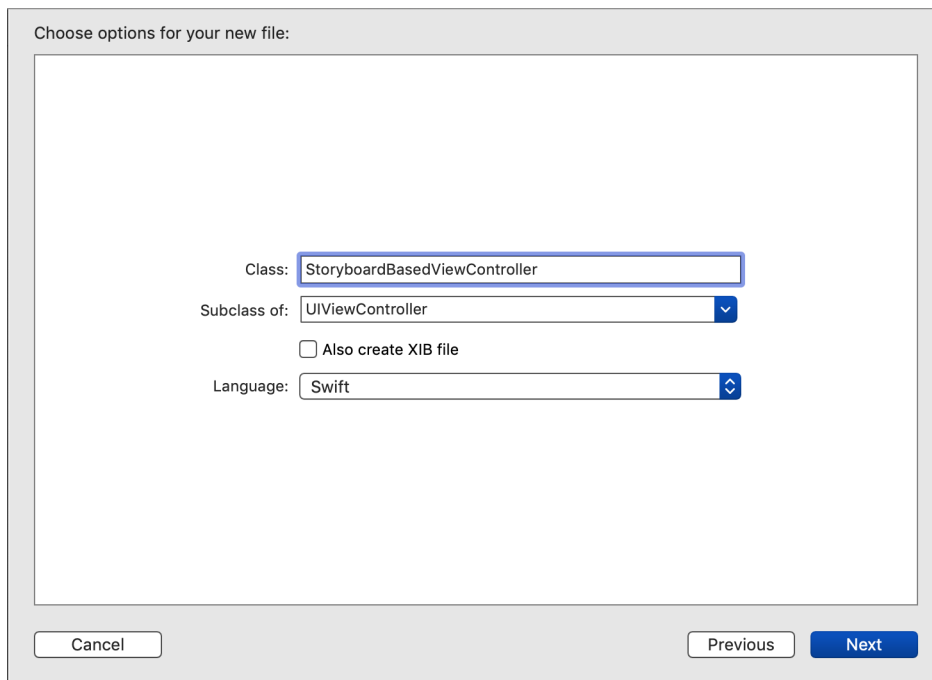 Choose options for your new file:
Class: StoryboardBasedViewController
Subclass of: UIViewController
Also create XIB file
Language: Swift
Cancel Previous Next